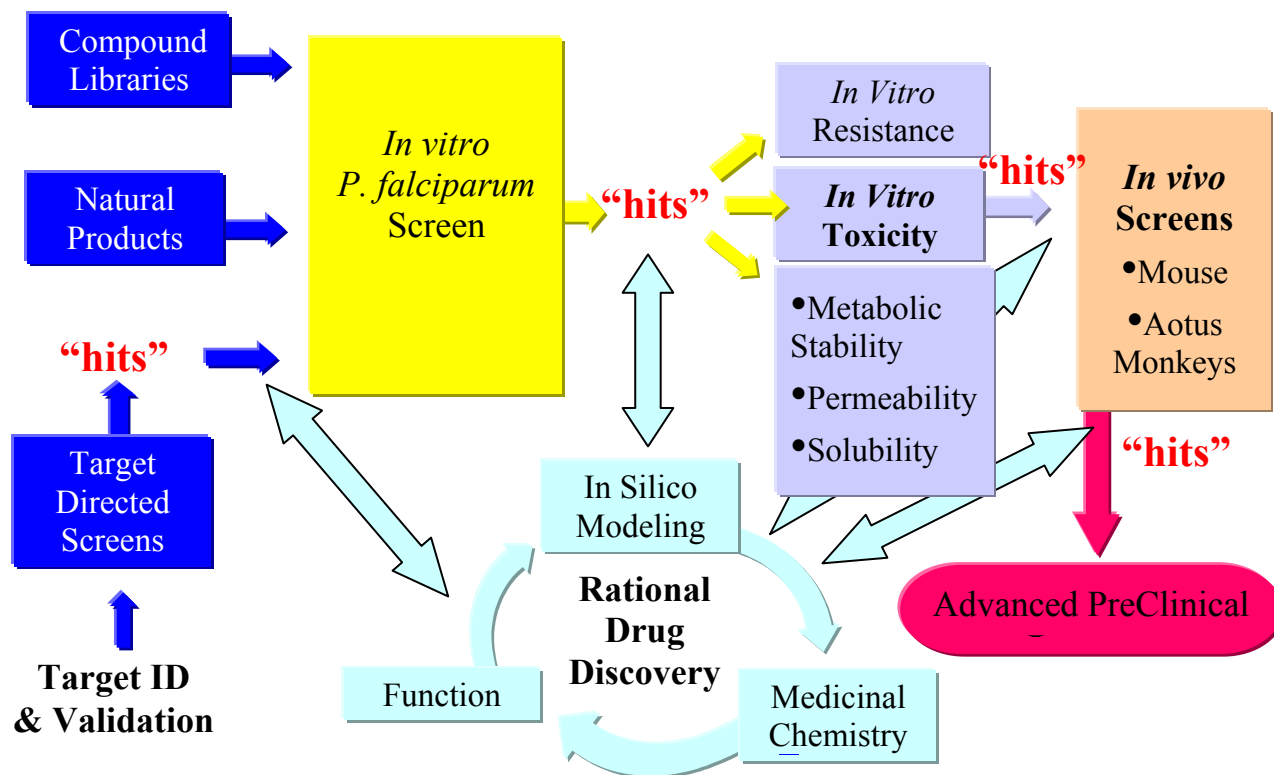 Compound
Libraries
Natural
Products
“hits”
Target
Directed
Screens
Target ID
& Validation
In vitro
P. falciparum
Screen
“hits”
In Vitro
Resistance
In Vitro
Toxicity
•Metabolic
Stability
•Permeability
•Solubility
“hits”
In vivo
Screens
•Mouse
•Aotus
Monkeys
“hits”
Advanced PreClinical
In Silico
Modeling
Rational
Drug
Discovery
Function
Medicinal
Chemistry